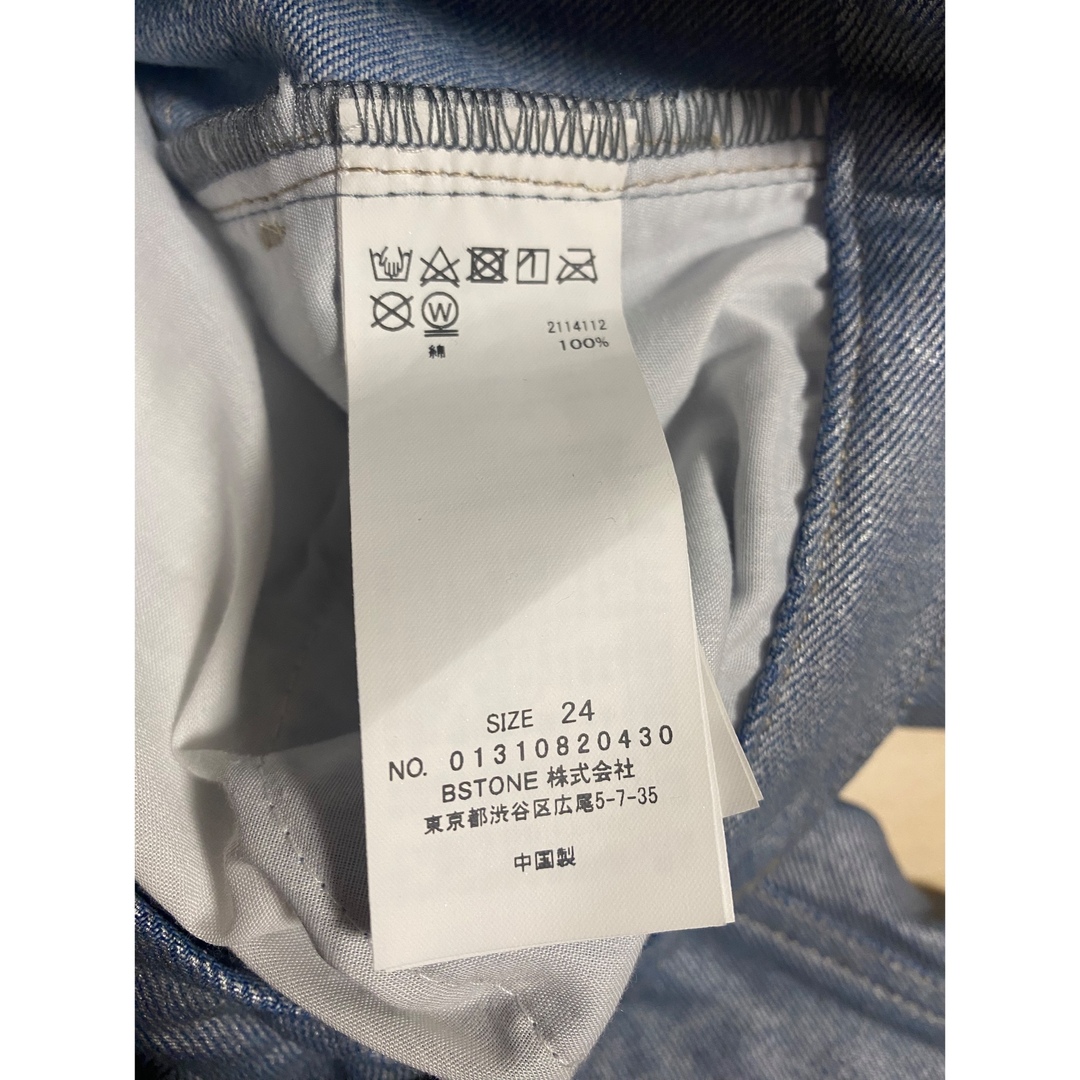 W
2114112
綿 100%
SIZE 24
NO. 01310820430
BSTONE 株式会社
東京都渋谷区広尾5-7-35
中国製